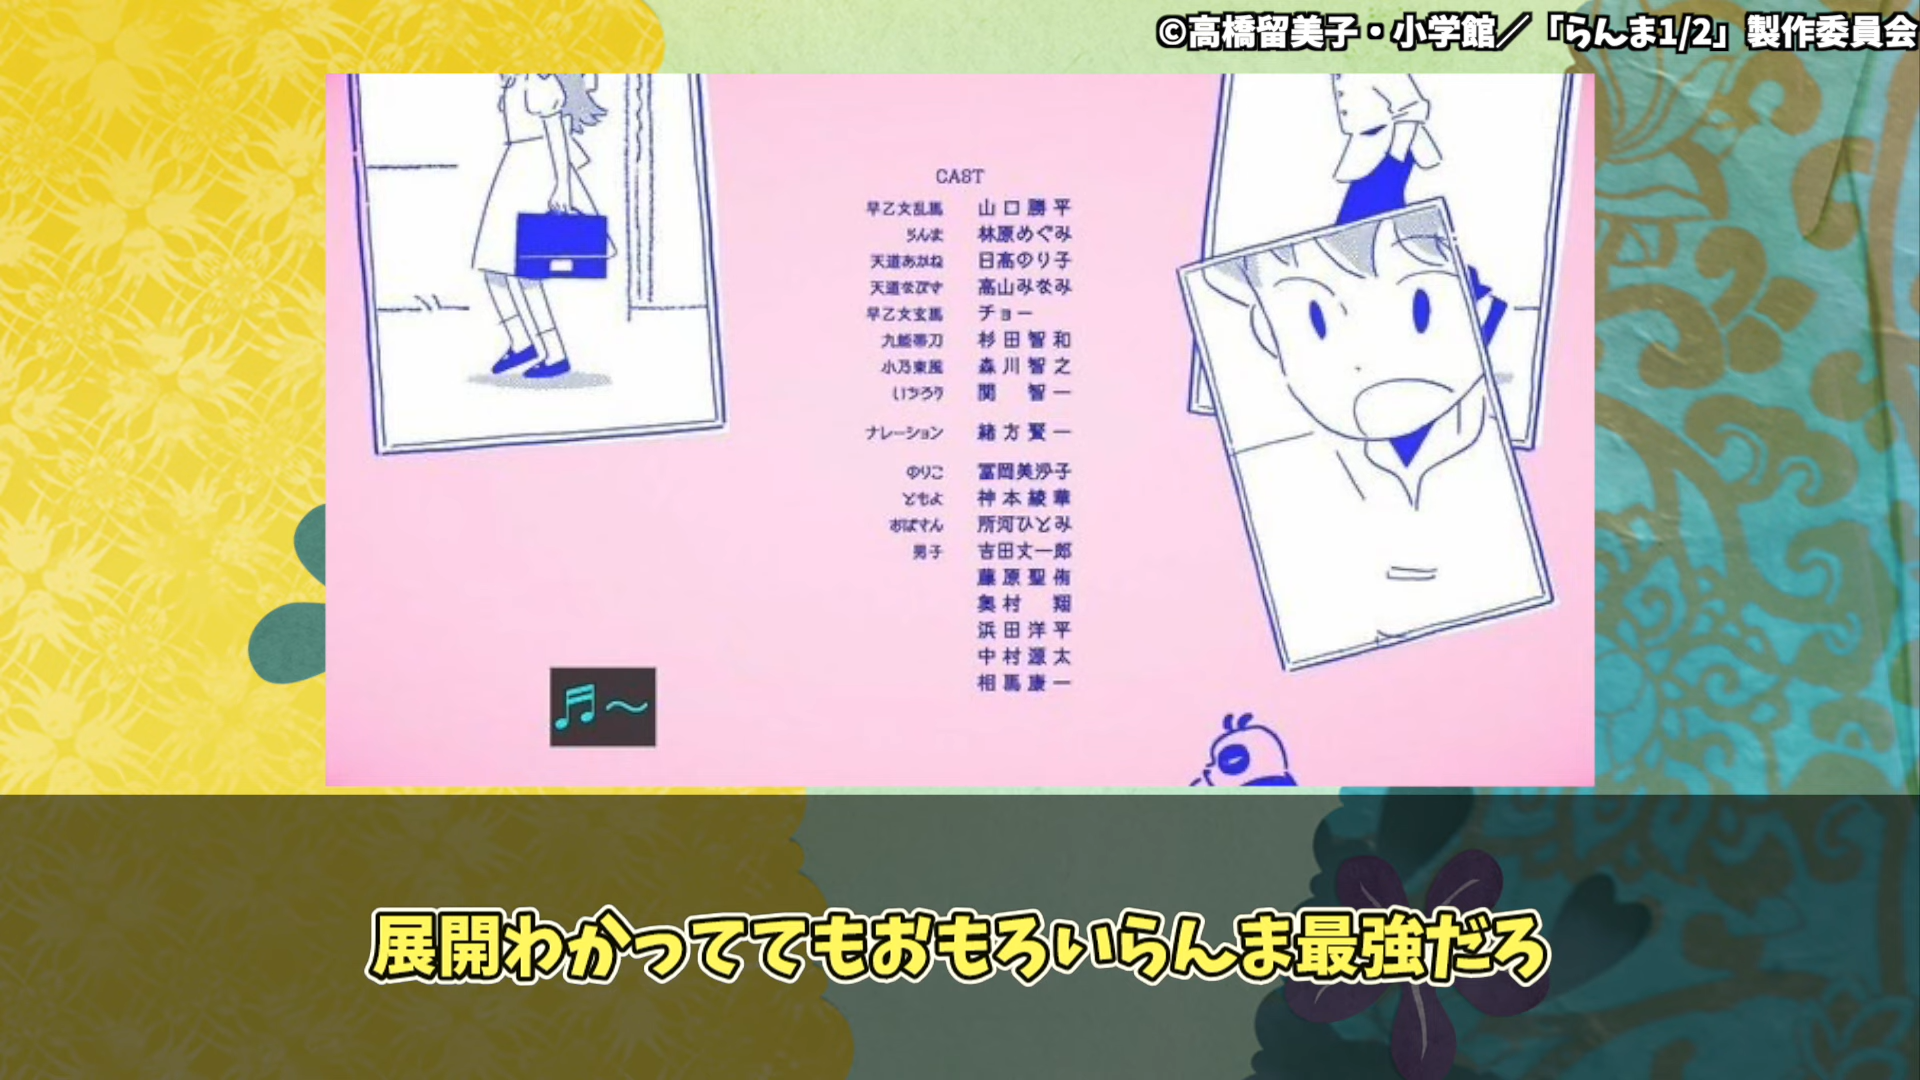 ©高橋留美子・小学館／「らんま1/2」製作委員会
CAST
早乙女乱馬 山口勝平
らんま 林原めぐみ
天道あかね 日髙のり子
天道なびき 高山みなみ
早乙女玄馬 チョー
九能帯刀 杉田智和
小乃東風 森川智之
いちろう 関智一
ナレーション 緒方賢一
のりこ 冨岡美沙子
ともよ 神本綾華
おばさん 所河ひとみ
男子 吉田丈一郎
藤原聖侑
奥村翔
浜田洋平
中村源太
相馬康一
♬～
展開わかっててもおもろいらんま最強だろ